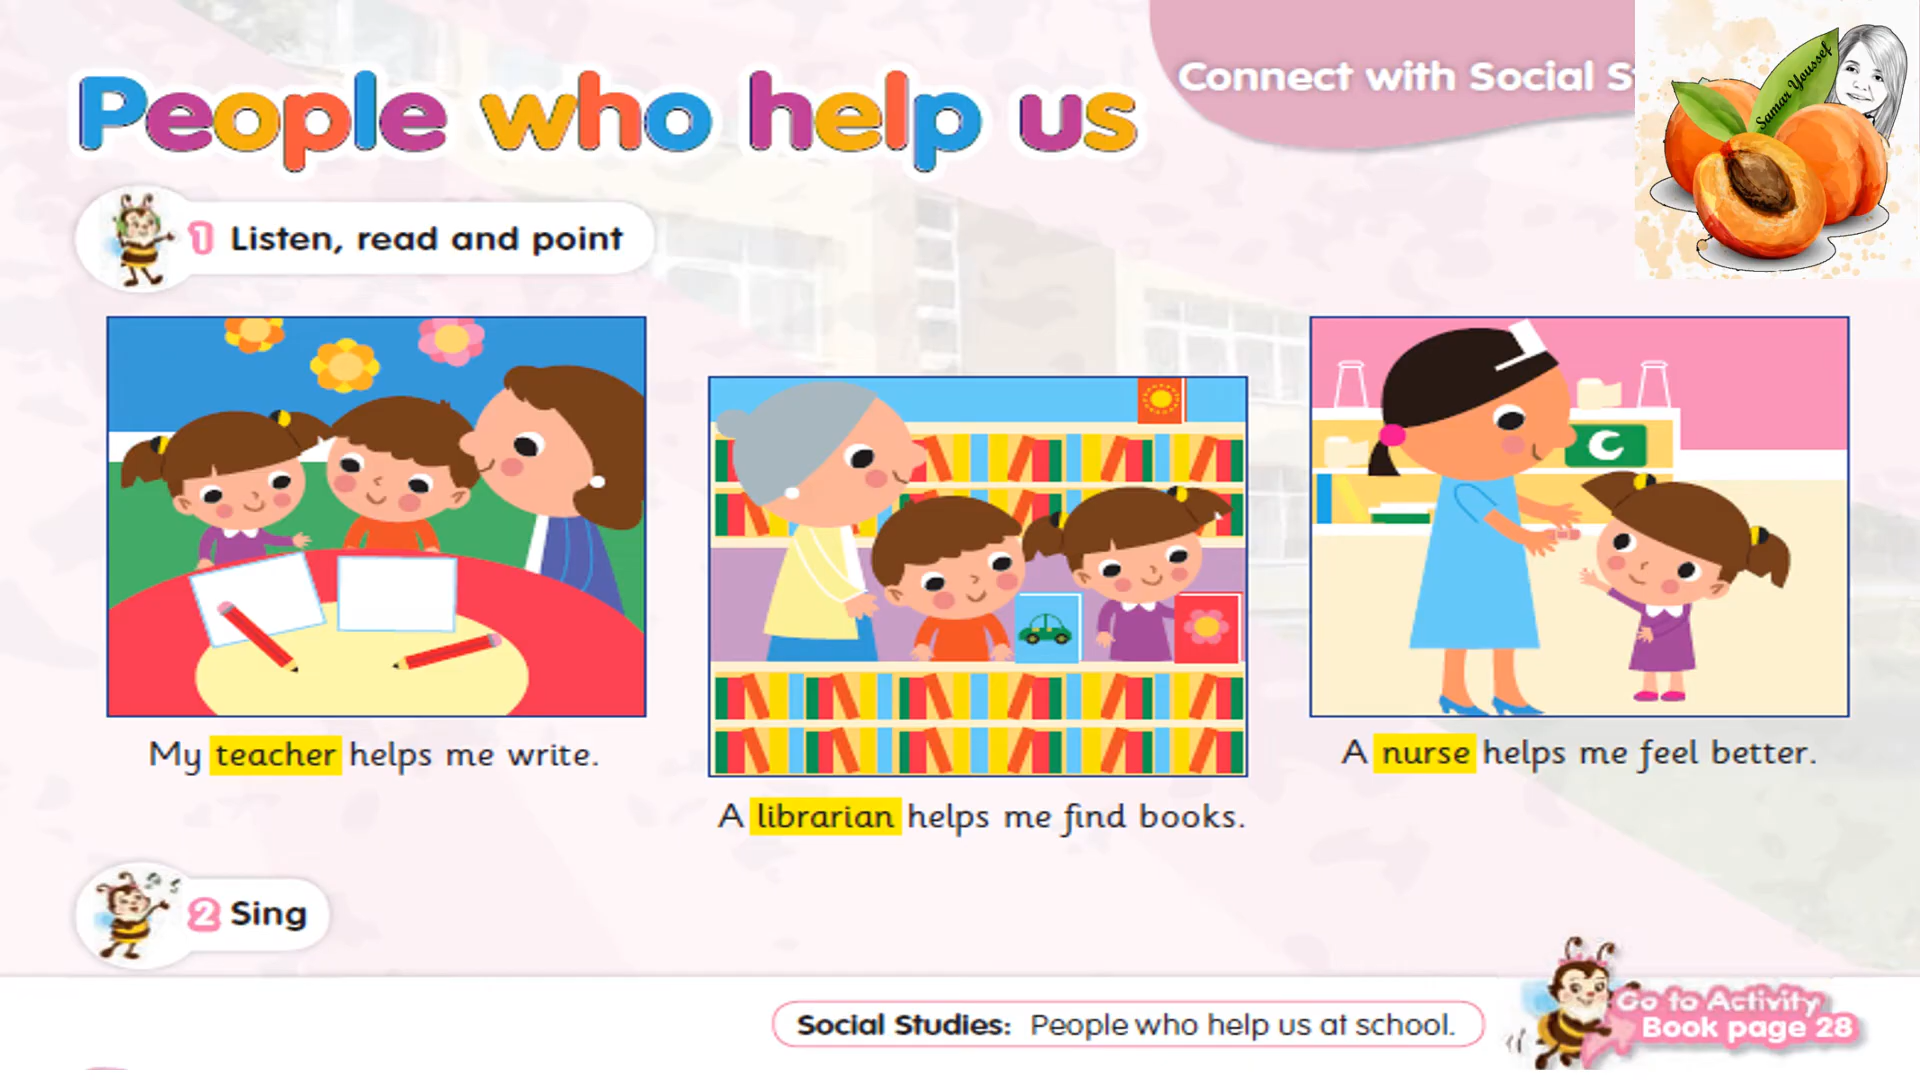 People who help us
Connect with Social
Samar Youssef
1 Listen, read and point
My teacher helps me write.
A librarian helps me find books.
A nurse helps me feel better.
2 Sing
Social Studies: People who help us at school.
Go to Activity
Book page 28